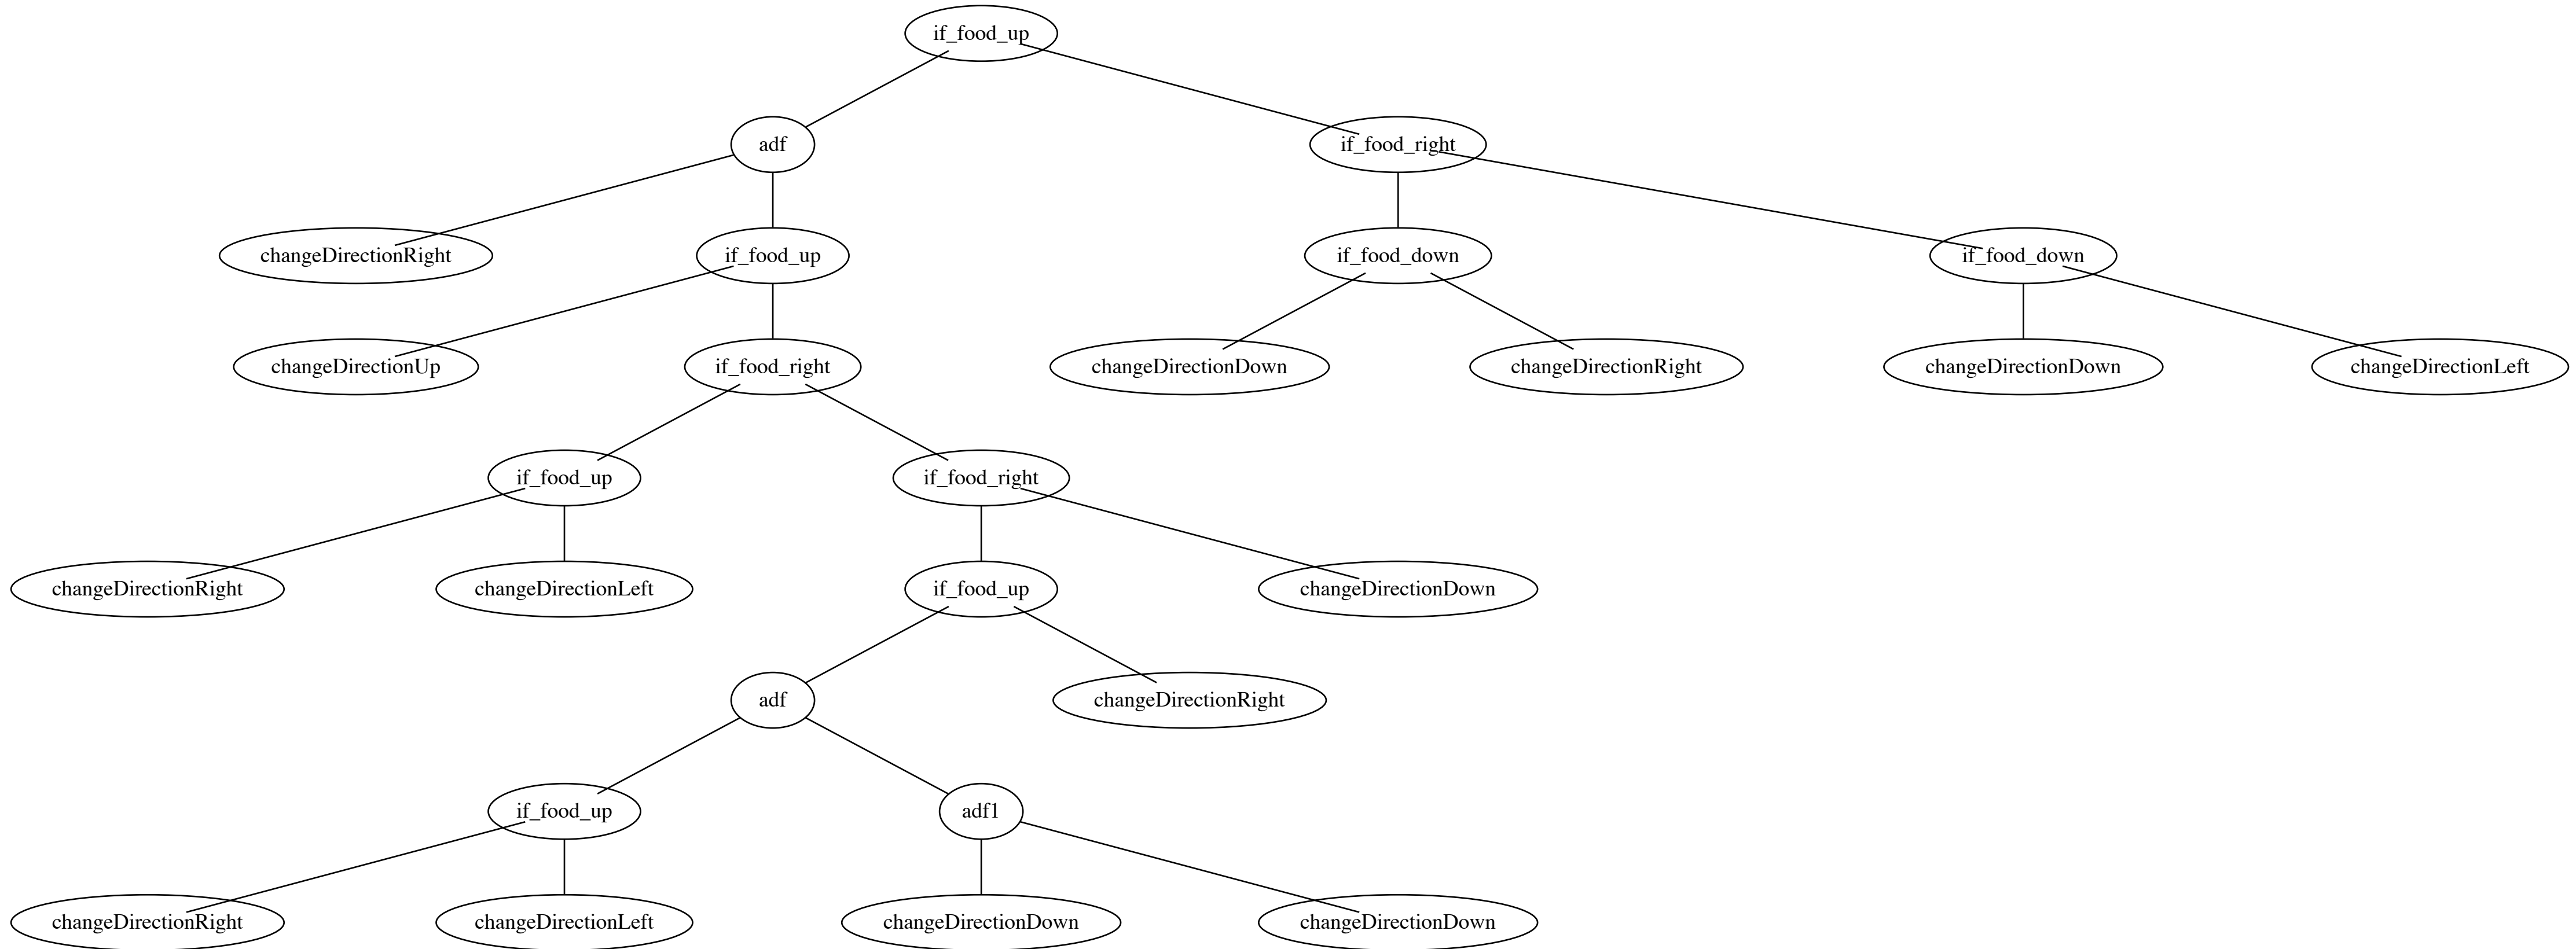 if_food_up
adf
if_food_right
changeDirectionRight
if_food_up
if_food_down
if_food_down
changeDirectionUp
if_food_right
changeDirectionDown
changeDirectionRight
changeDirectionDown
changeDirectionLeft
if_food_up
if_food_right
changeDirectionRight
changeDirectionLeft
if_food_up
changeDirectionDown
adf
changeDirectionRight
if_food_up
adf1
changeDirectionRight
changeDirectionLeft
changeDirectionDown
changeDirectionDown